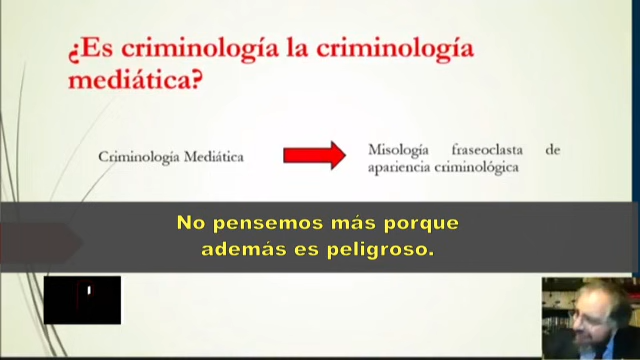 ¿Es criminología la criminología
mediática?
Criminología Mediática
Misología fraseoclasta de
apariencia criminológica
No pensemos más porque
además es peligroso.